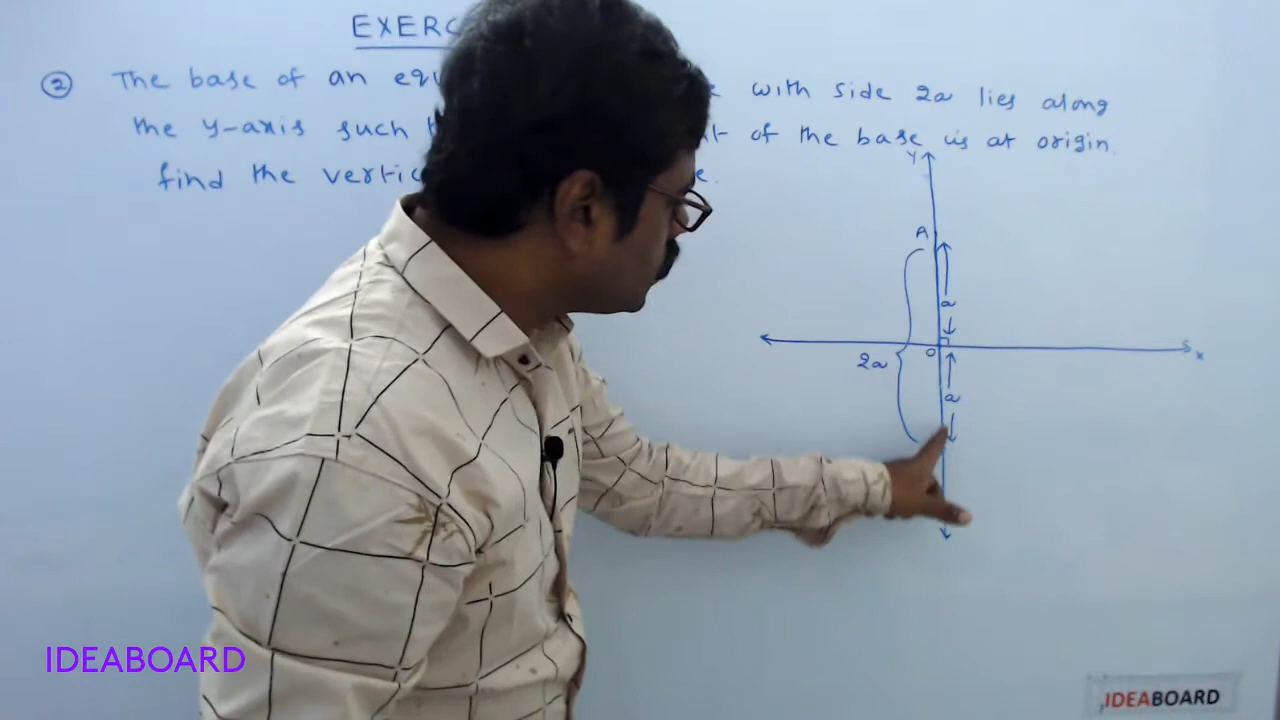 EXERC
② The base of an equ with side 2a lies along
the y-axis such of the base is at origin.
find the vertic
Y
A
a
O
X
2a
a
IDEABOARD
IDEABOARD